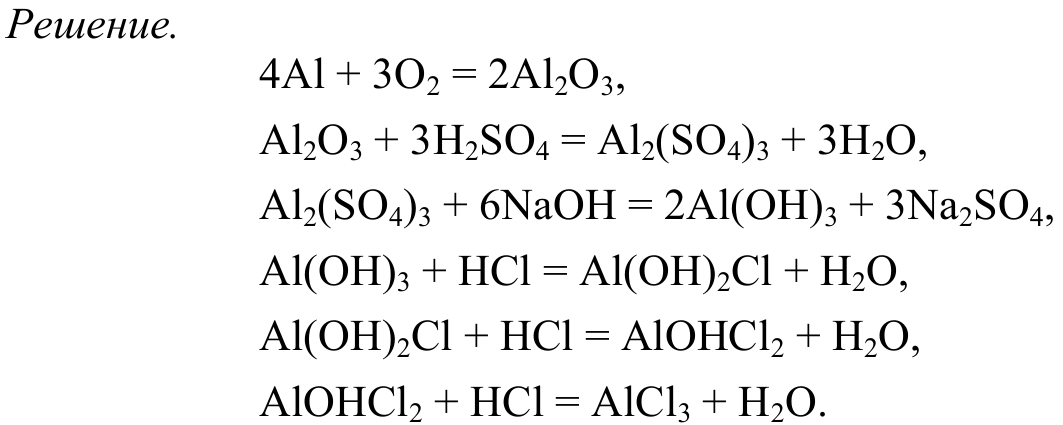 Решение.
4Al + 3O₂ = 2Al₂O₃,
Al₂O₃ + 3H₂SO₄ = Al₂(SO₄)₃ + 3H₂O,
Al₂(SO₄)₃ + 6NaOH = 2Al(OH)₃ + 3Na₂SO₄,
Al(OH)₃ + HCl = Al(OH)₂Cl + H₂O,
Al(OH)₂Cl + HCl = AlOHCl₂ + H₂O,
AlOHCl₂ + HCl = AlCl₃ + H₂O.